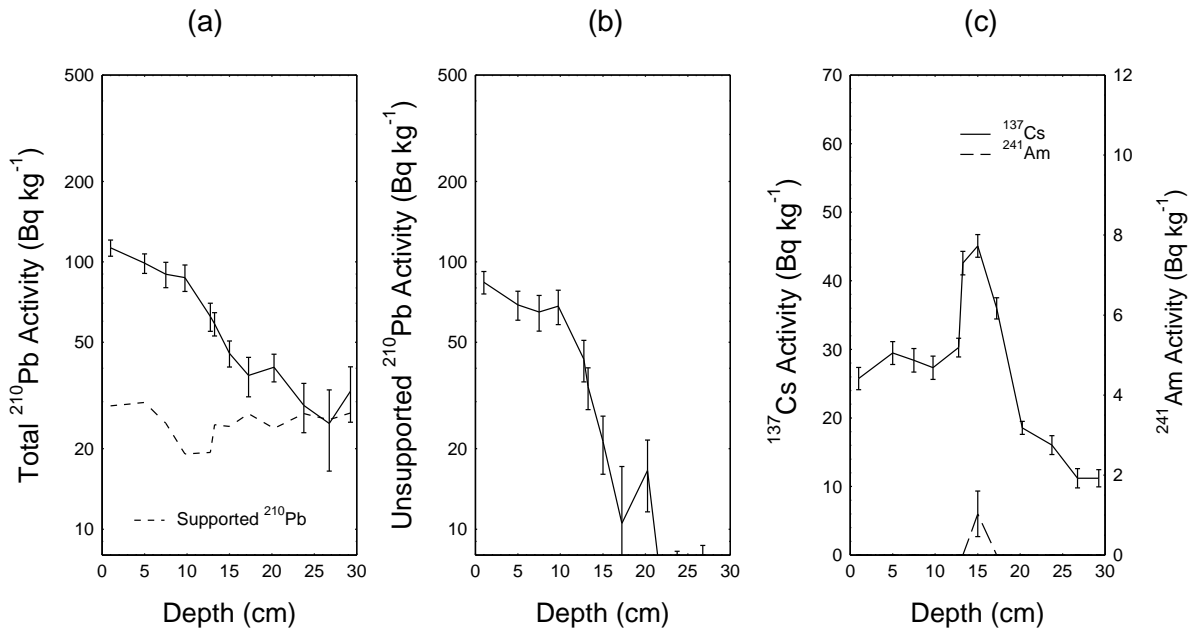 (a)
(b)
(c)
Total ²¹⁰Pb Activity (Bq kg⁻¹)
500
200
100
50
20
10
Supported ²¹⁰Pb
0 5 10 15 20 25 30
Depth (cm)
Unsupported ²¹⁰Pb Activity (Bq kg⁻¹)
500
200
100
50
20
10
0 5 10 15 20 25 30
Depth (cm)
¹³⁷Cs Activity (Bq kg⁻¹)
70
60
50
40
30
20
10
0
¹³⁷Cs
²⁴¹Am
0 5 10 15 20 25 30
Depth (cm)
12
10
8
6
4
2
0
²⁴¹Am Activity (Bq kg⁻¹)